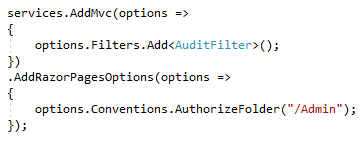 services.AddMvc(options =>
{
    options.Filters.Add<AuditFilter>();
})
.AddRazorPagesOptions(options =>
{
    options.Conventions.AuthorizeFolder("/Admin");
});